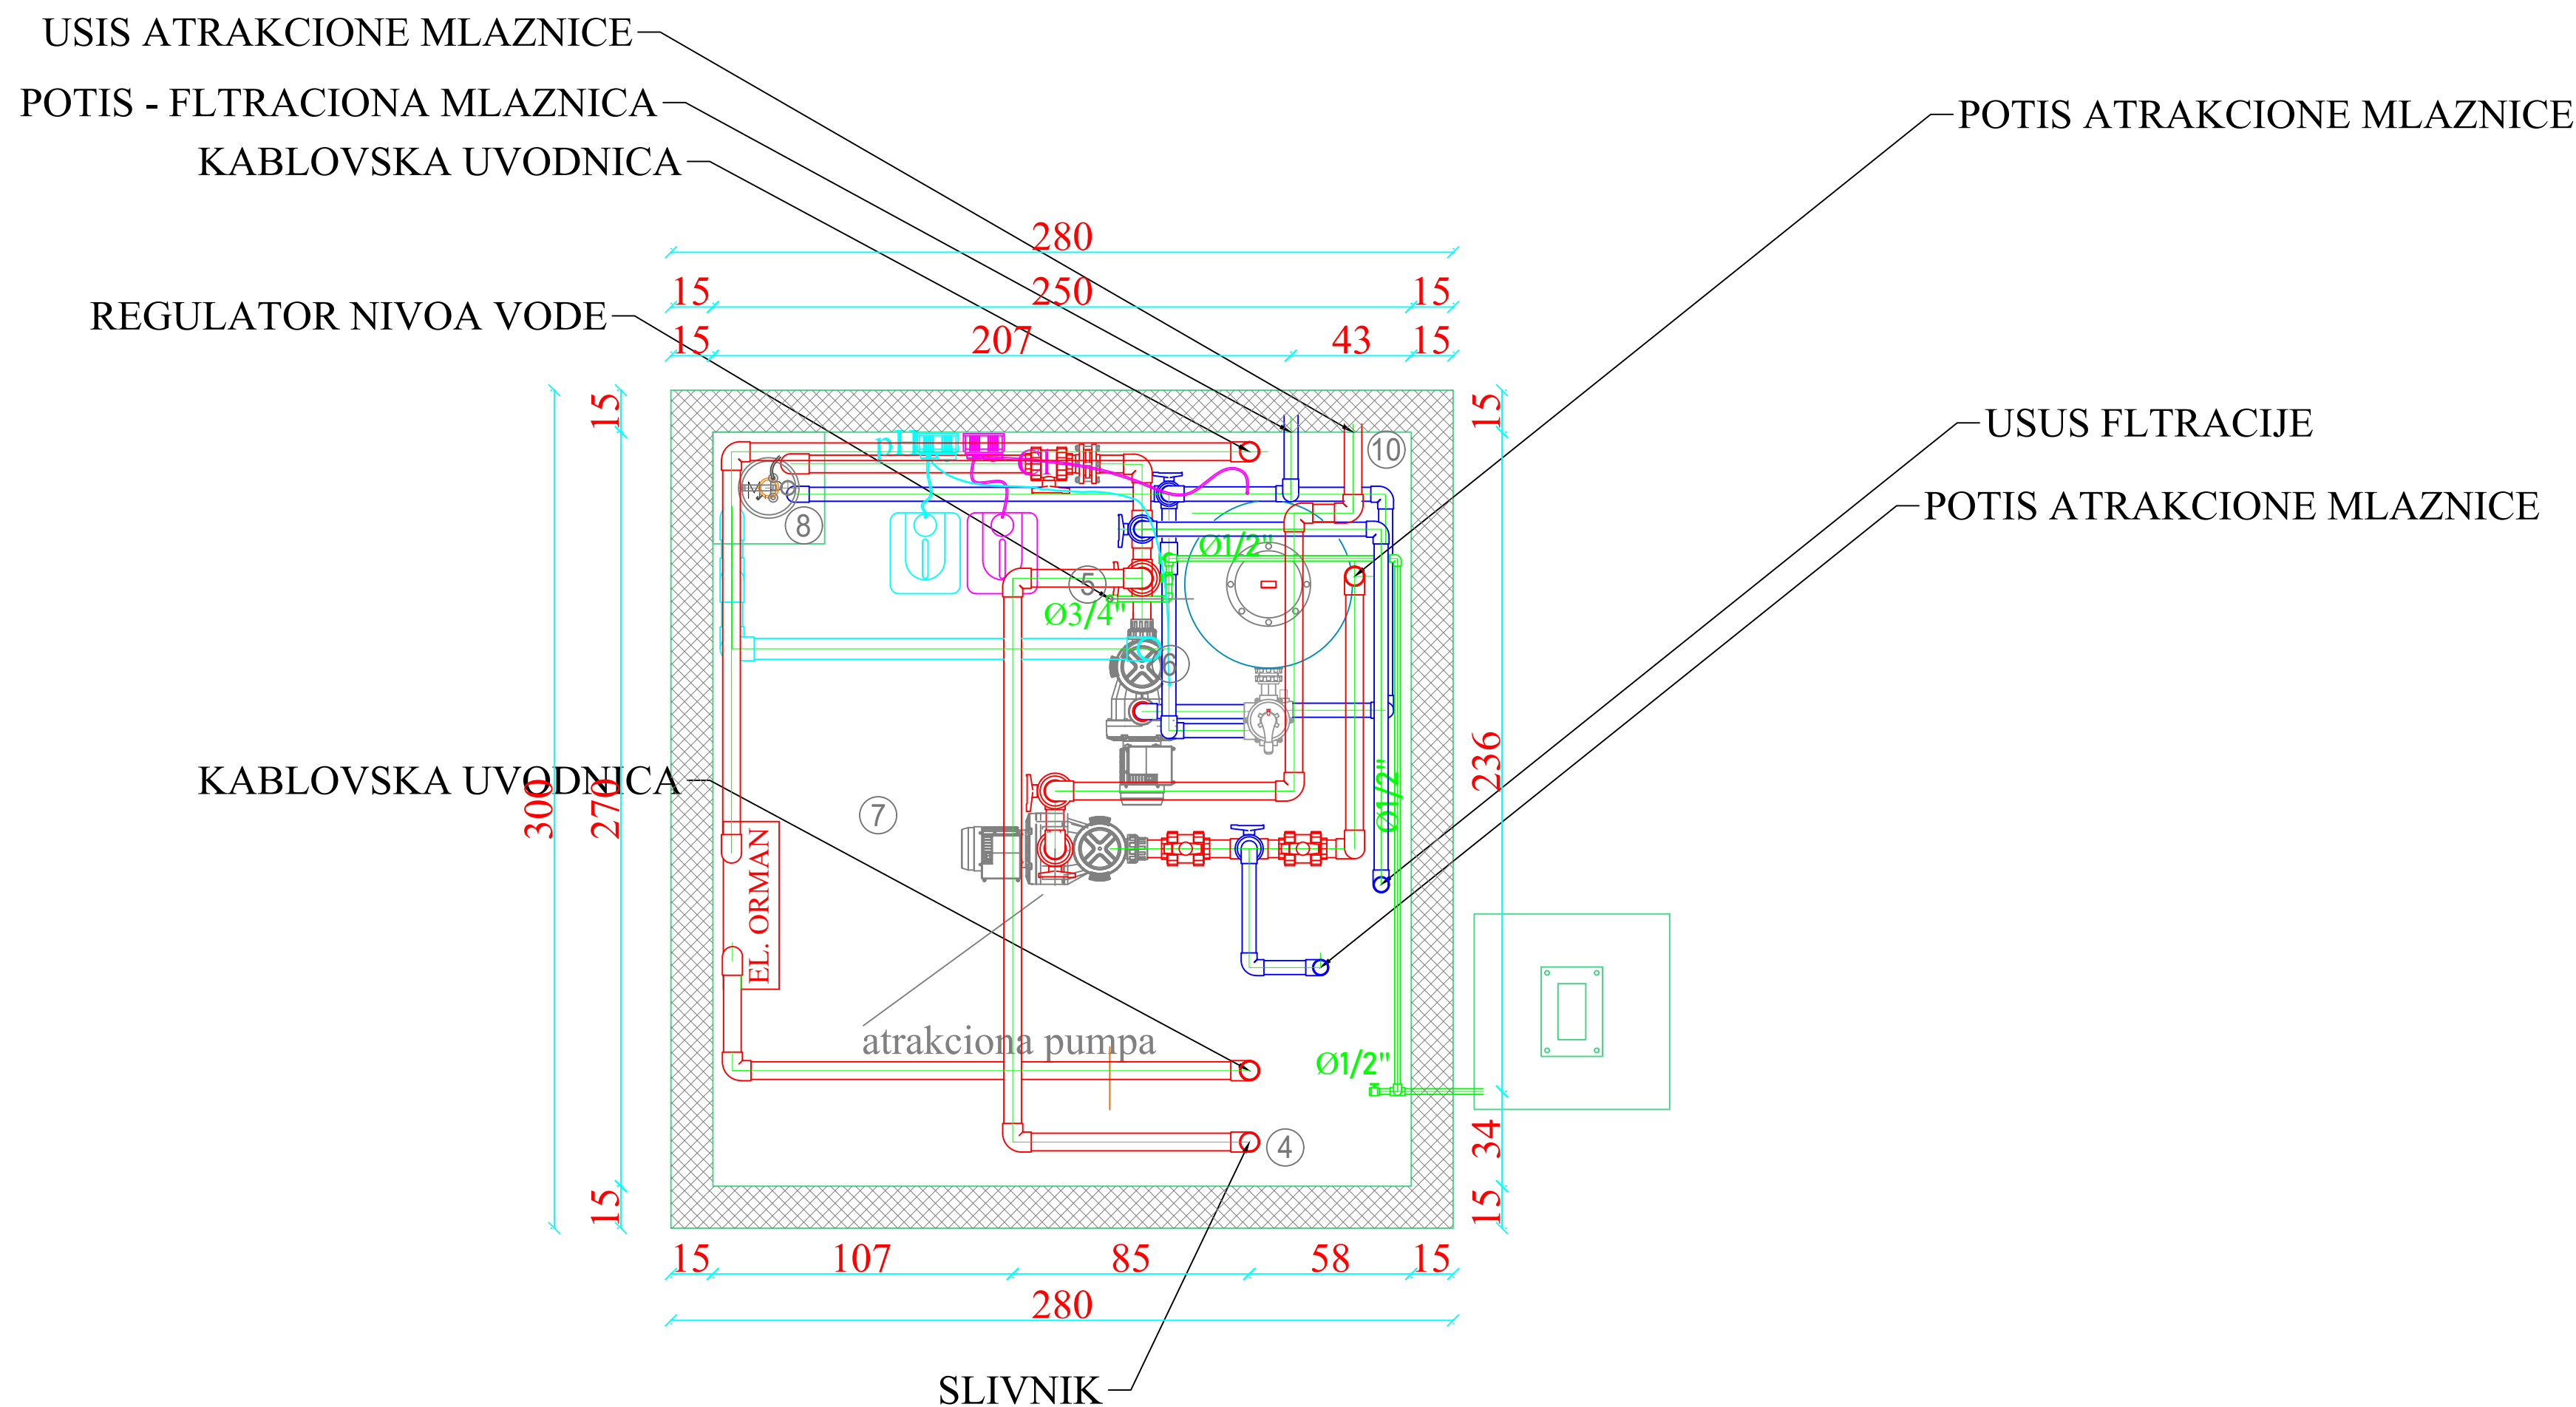 USIS ATRAKCIONE MLAZNICE
POTIS - FLTRACIONA MLAZNICA
POTIS ATRAKCIONE MLAZNICE
KABLOVSKA UVODNICA
280
15
250
15
REGULATOR NIVOA VODE
15
207
43
15
15
15
USUS FLTRACIJE
pH
Cl
10
POTIS ATRAKCIONE MLAZNICE
8
Ø1/2"
5
Ø3/4"
6
236
KABLOVSKA UVODNICA
300
270
Ø1/2"
7
EL. ORMAN
atrakciona pumpa
Ø1/2"
34
4
15
15
15
107
85
58
15
280
SLIVNIK